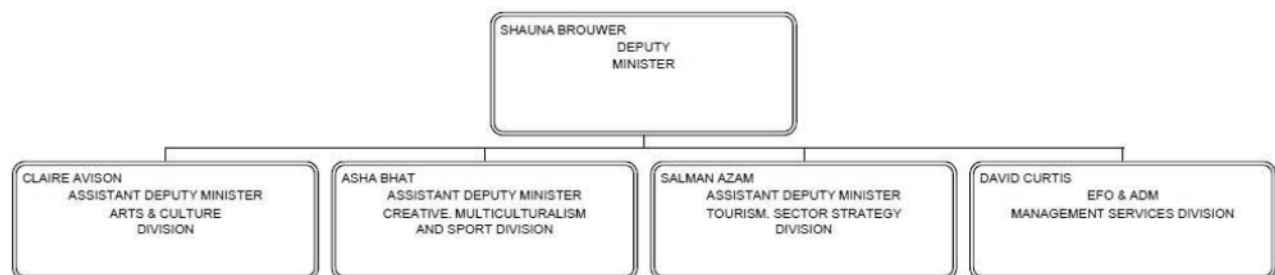 SHAUNA BROUWER
DEPUTY
MINISTER
CLAIRE AVISON
ASSISTANT DEPUTY MINISTER
ARTS & CULTURE
DIVISION
ASHA BHAT
ASSISTANT DEPUTY MINISTER
CREATIVE. MULTICULTURALISM
AND SPORT DIVISION
SALMAN AZAM
ASSISTANT DEPUTY MINISTER
TOURISM. SECTOR STRATEGY
DIVISION
DAVID CURTIS
EFO & ADM
MANAGEMENT SERVICES DIVISION